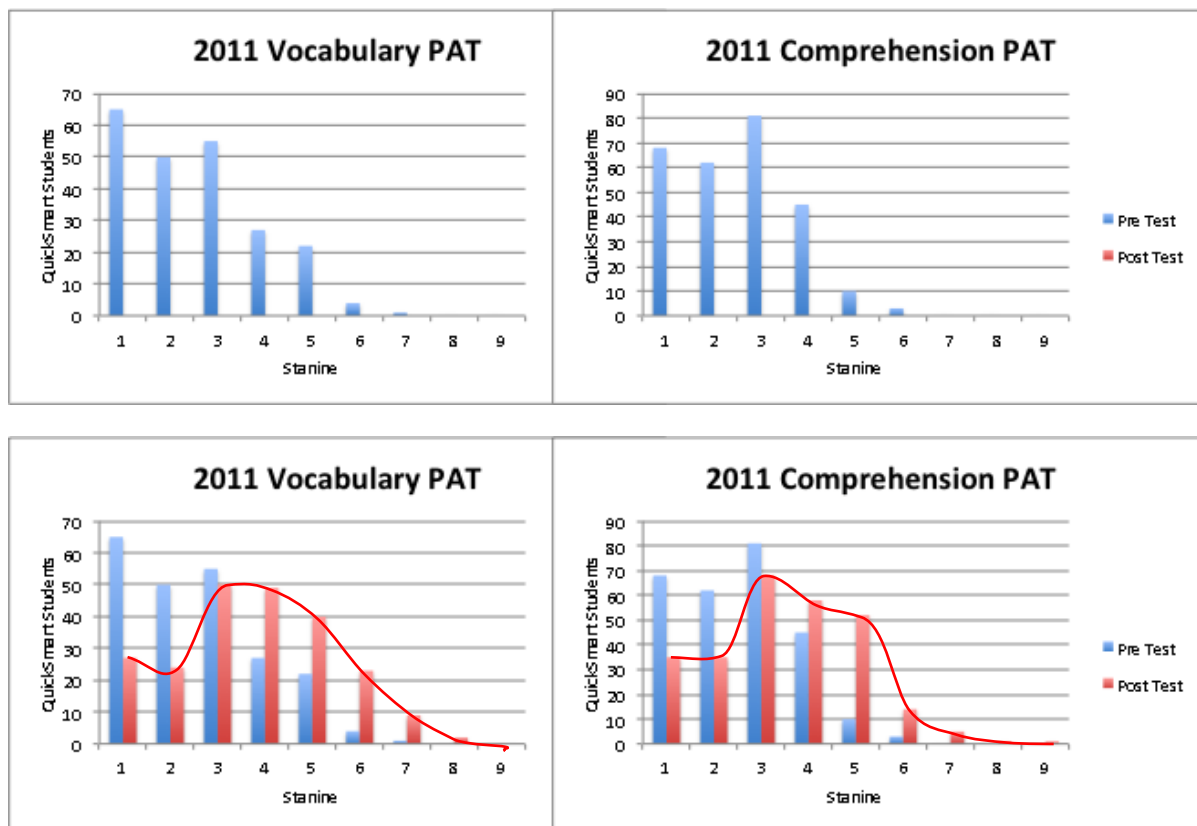 2011 Vocabulary PAT
70
60
50
40
30
20
10
0
QuickSmart Students
1 2 3 4 5 6 7 8 9
Stanine
2011 Comprehension PAT
90
80
70
60
50
40
30
20
10
0
QuickSmart Students
1 2 3 4 5 6 7 8 9
Stanine
Pre Test
Post Test
2011 Vocabulary PAT
70
60
50
40
30
20
10
0
QuickSmart Students
1 2 3 4 5 6 7 8 9
Stanine
2011 Comprehension PAT
90
80
70
60
50
40
30
20
10
0
QuickSmart Students
1 2 3 4 5 6 7 8 9
Stanine
Pre Test
Post Test